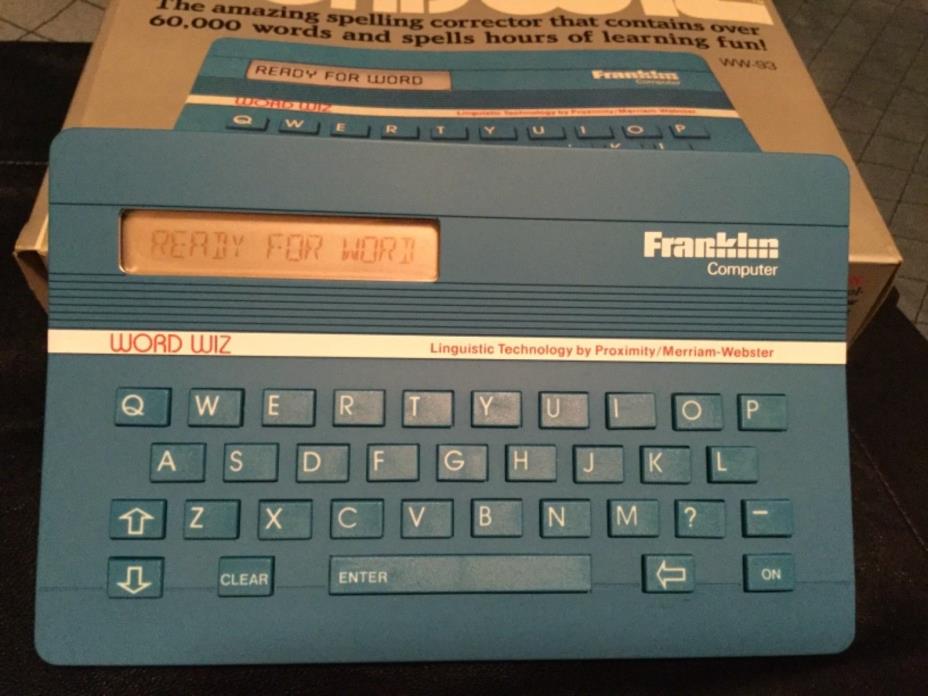 The amazing spelling corrector that contains over
60,000 words and spells hours of learning fun!
WW-93
READY FOR WORD
Franklin
Computer
WORD WIZ
Linguistic Technology by Proximity/Merriam-Webster
Q W E R T Y U I O P
READY FOR WORD
Franklin
Computer
WORD WIZ
Linguistic Technology by Proximity/Merriam-Webster
Q W E R T Y U I O P
A S D F G H J K L
Z X C V B N M ? -
CLEAR ENTER ON